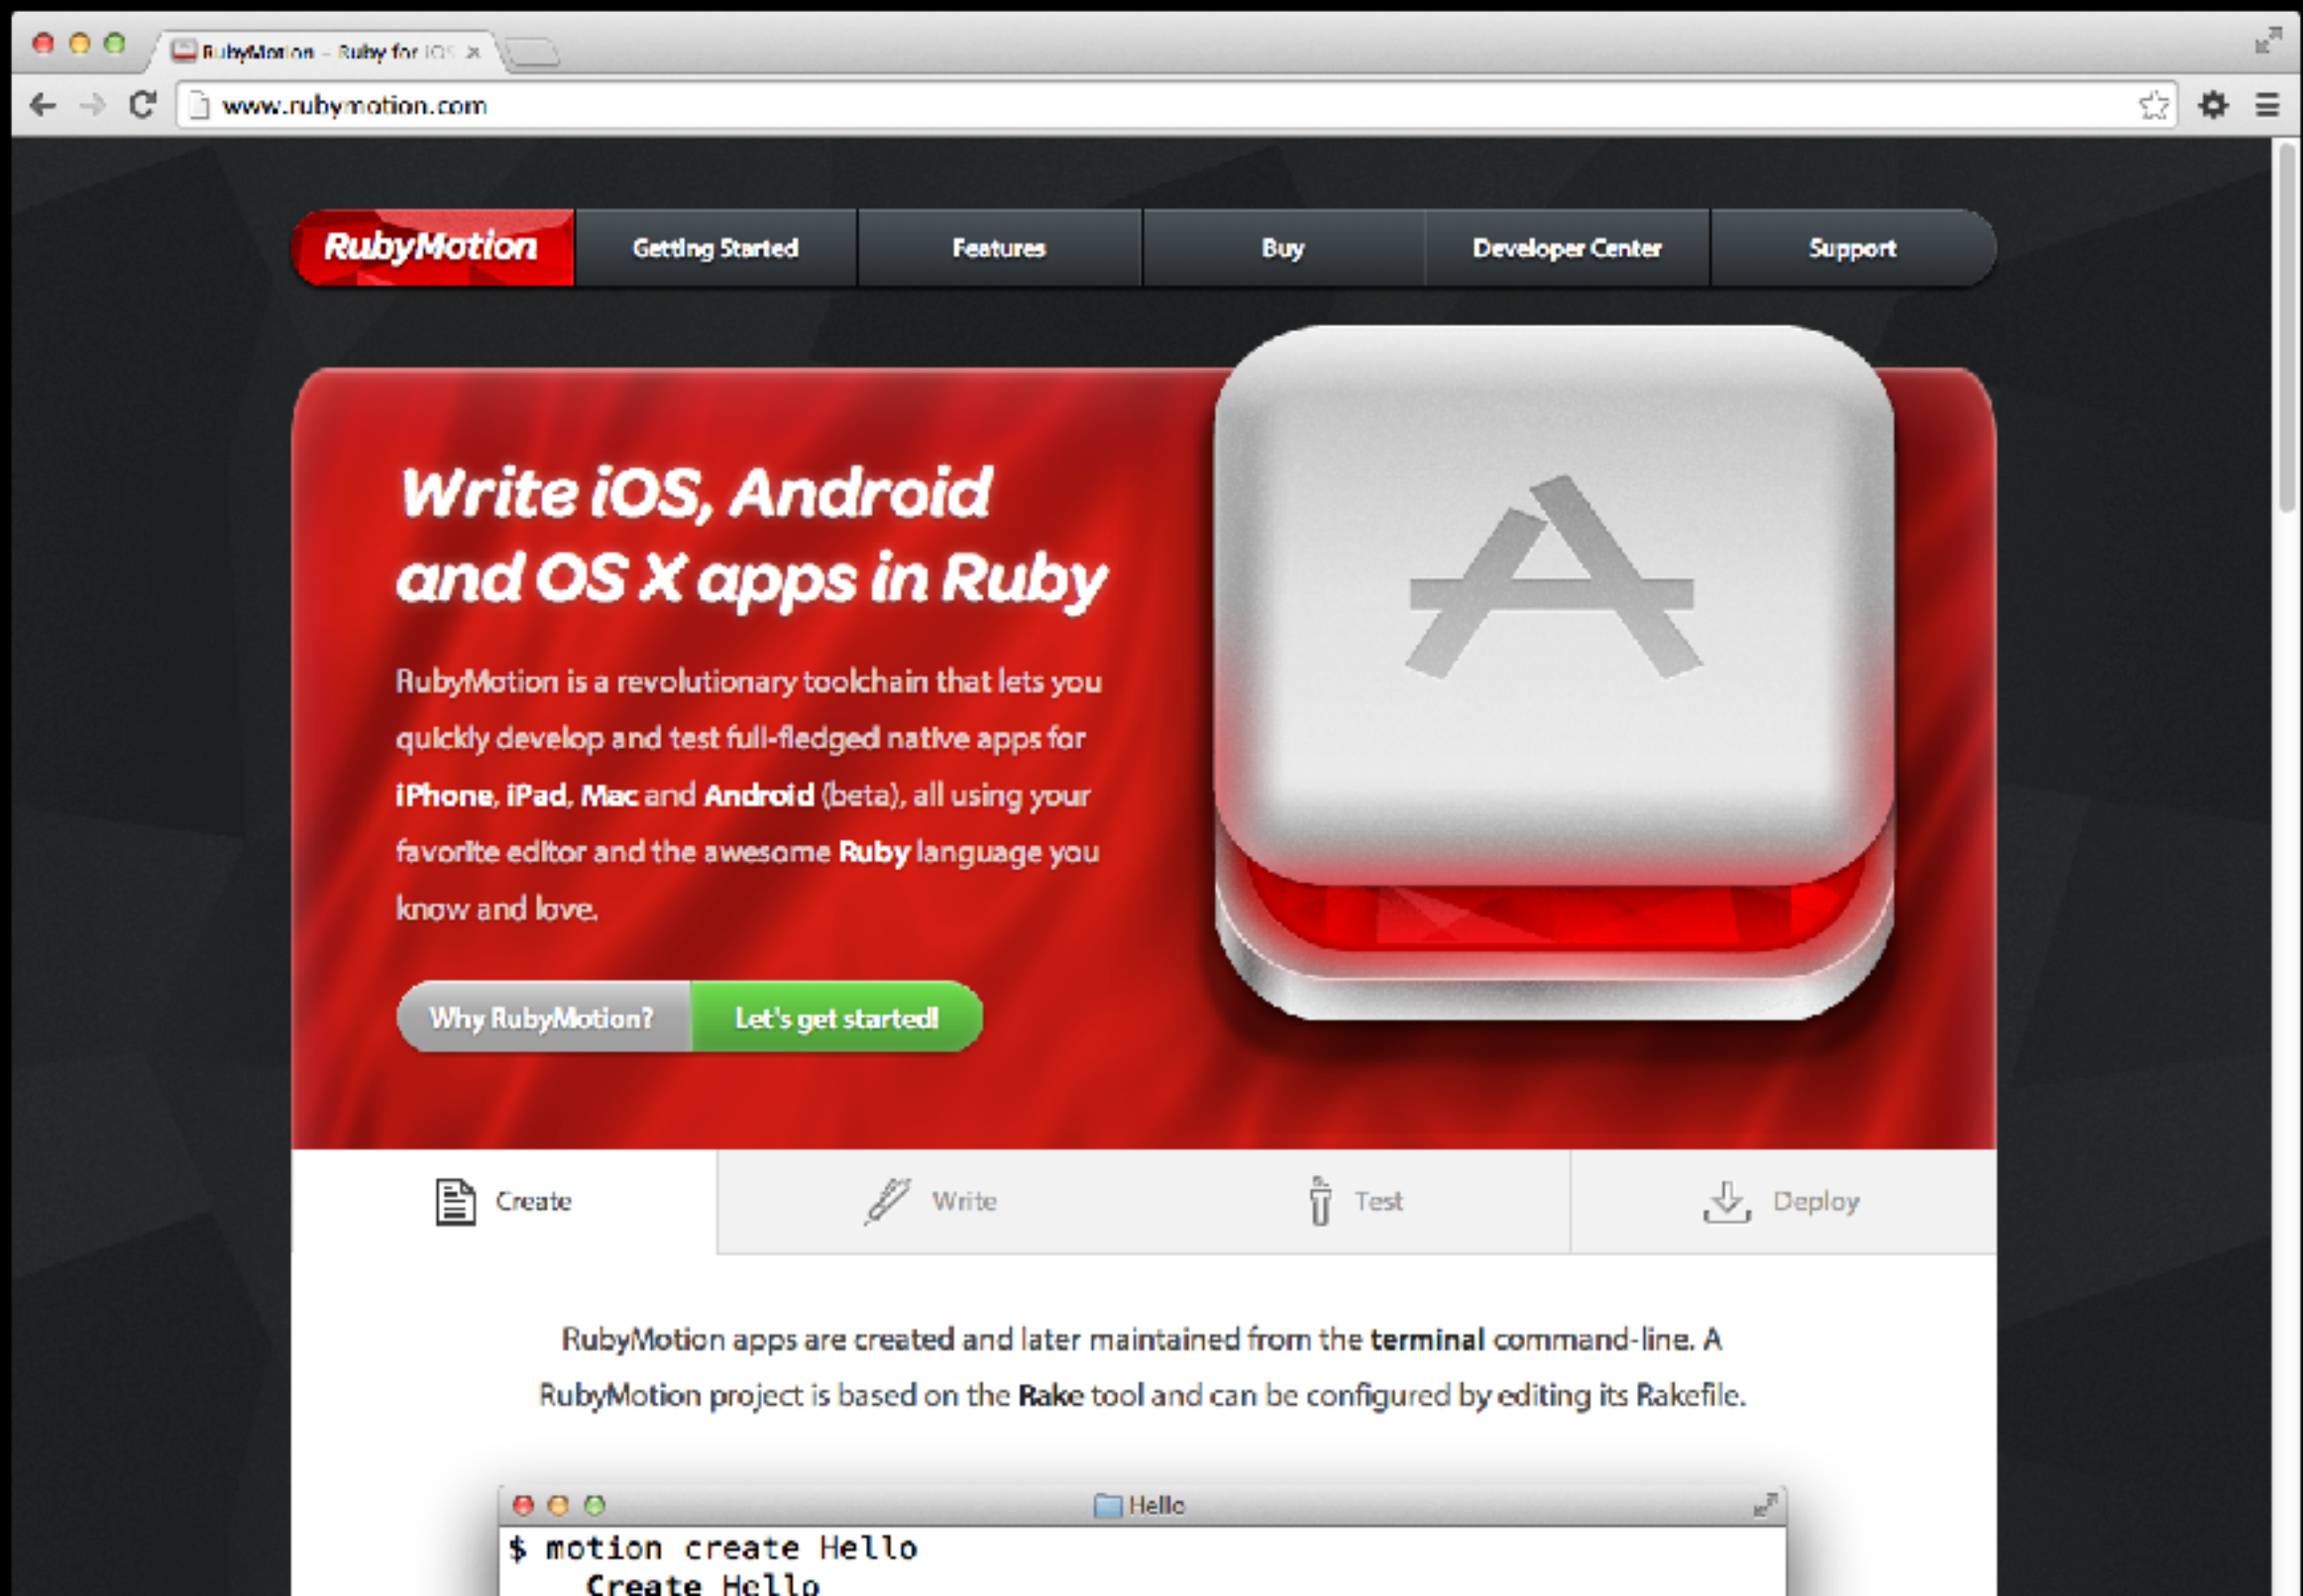 RubyMotion – Ruby for iOS
www.rubymotion.com
RubyMotion Getting Started Features Buy Developer Center Support
Write iOS, Android
and OS X apps in Ruby
RubyMotion is a revolutionary toolchain that lets you
quickly develop and test full-fledged native apps for
iPhone, iPad, Mac and Android (beta), all using your
favorite editor and the awesome Ruby language you
know and love.
Why RubyMotion? Let's get started!
Create Write Test Deploy
RubyMotion apps are created and later maintained from the terminal command-line. A
RubyMotion project is based on the Rake tool and can be configured by editing its Rakefile.
Hello
$ motion create Hello
Create Hello